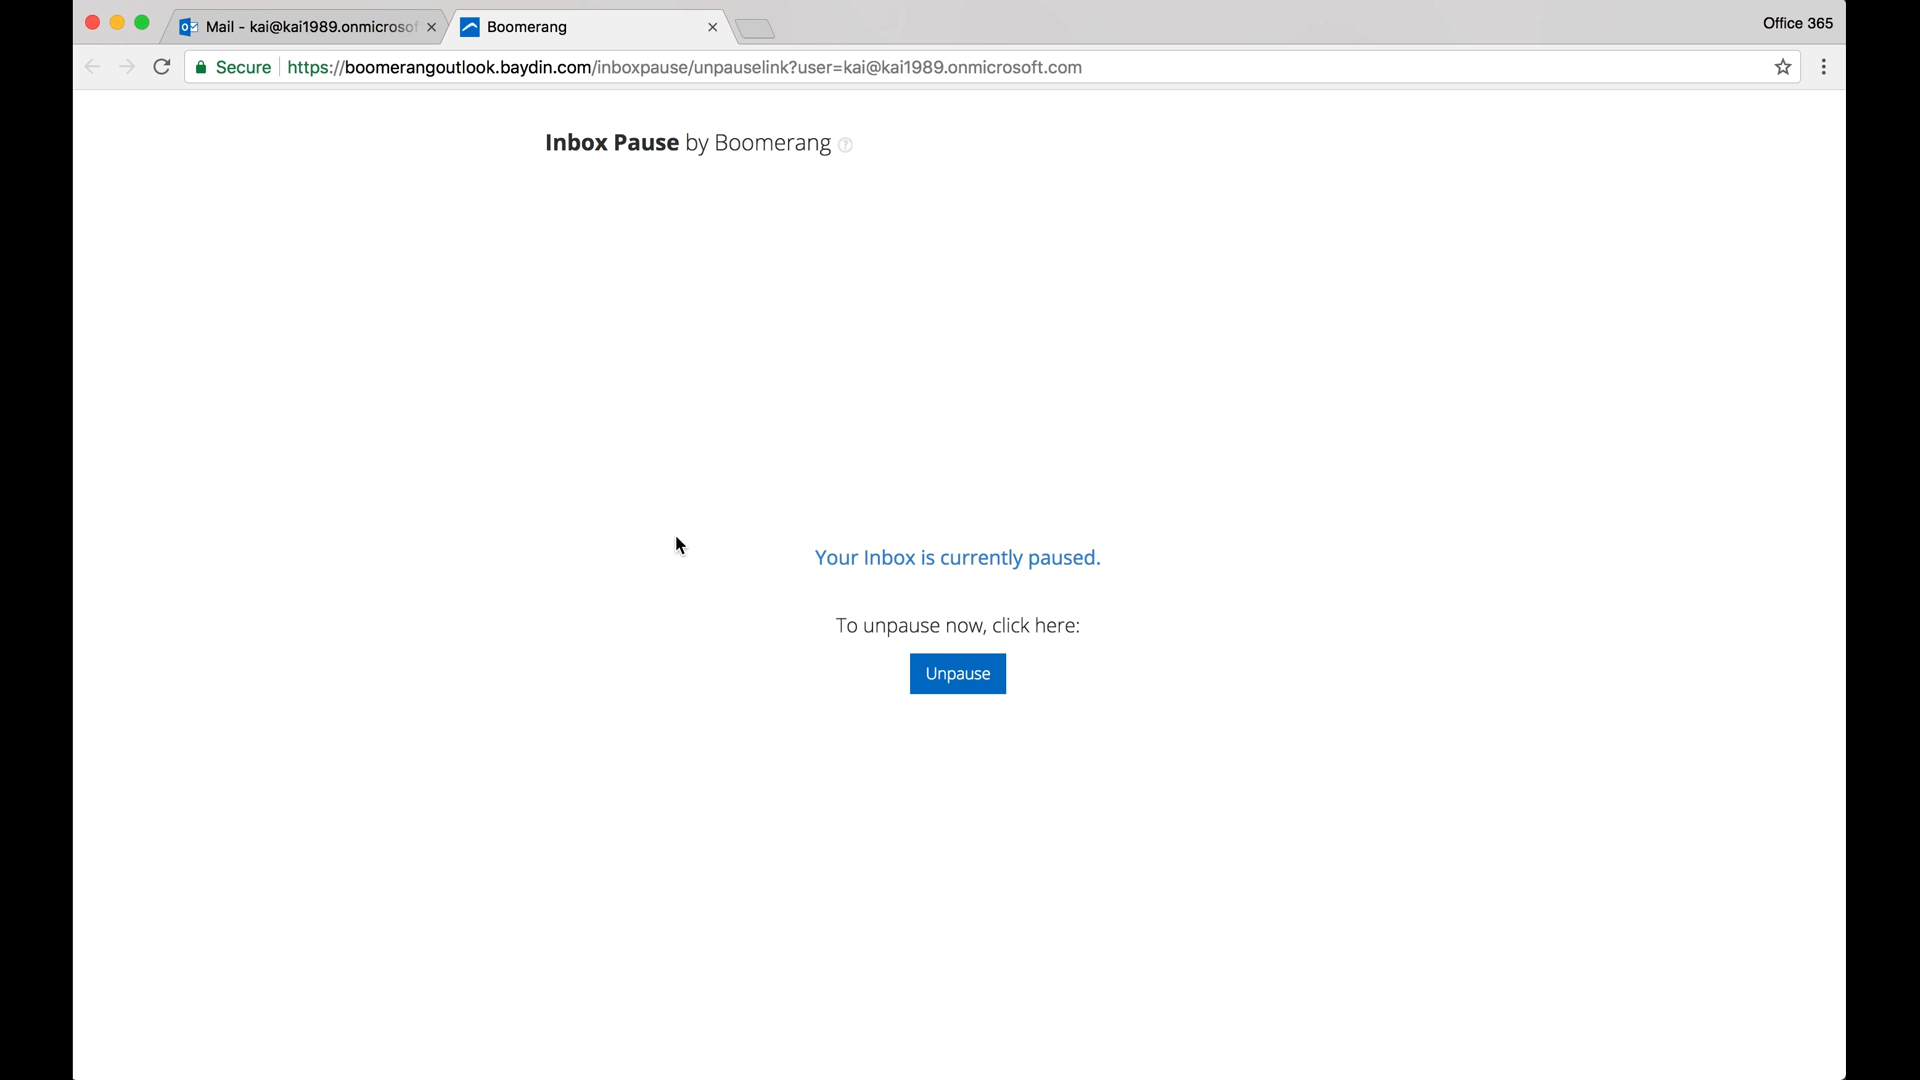 Mail - kai@kai1989.onmicrosof
Boomerang
Office 365
Secure
https://boomerangoutlook.baydin.com/inboxpause/unpauselink?user=kai@kai1989.onmicrosoft.com
Inbox Pause by Boomerang ?
Your Inbox is currently paused.
To unpause now, click here:
Unpause